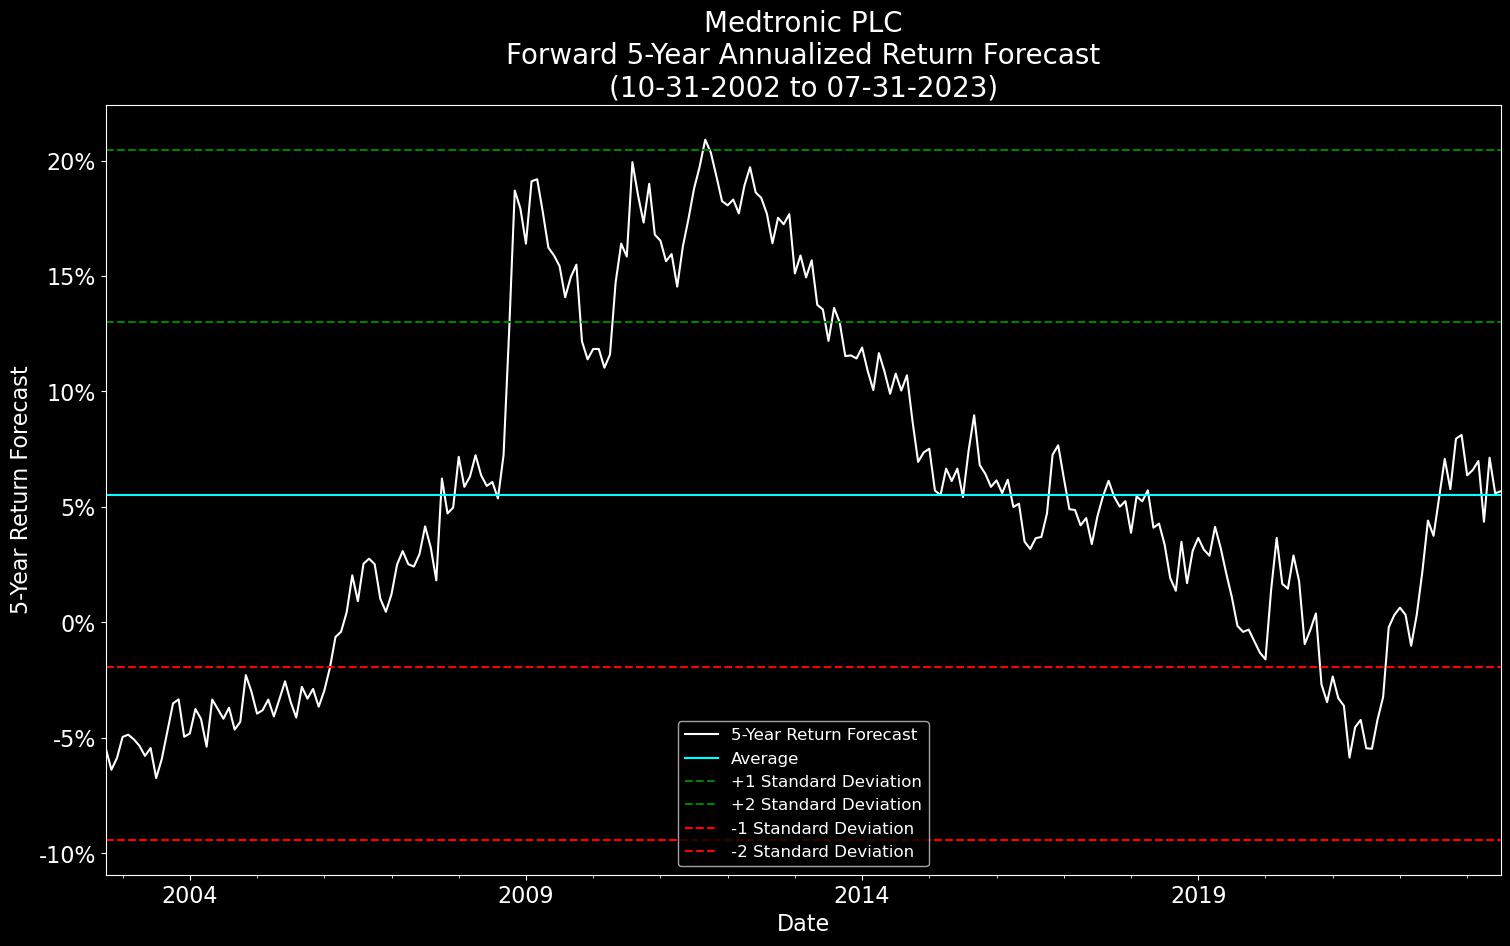 Medtronic PLC
Forward 5-Year Annualized Return Forecast
(10-31-2002 to 07-31-2023)
5-Year Return Forecast
20%
15%
10%
5%
0%
-5%
-10%
5-Year Return Forecast
Average
+1 Standard Deviation
+2 Standard Deviation
-1 Standard Deviation
-2 Standard Deviation
2004 2009 2014 2019
Date